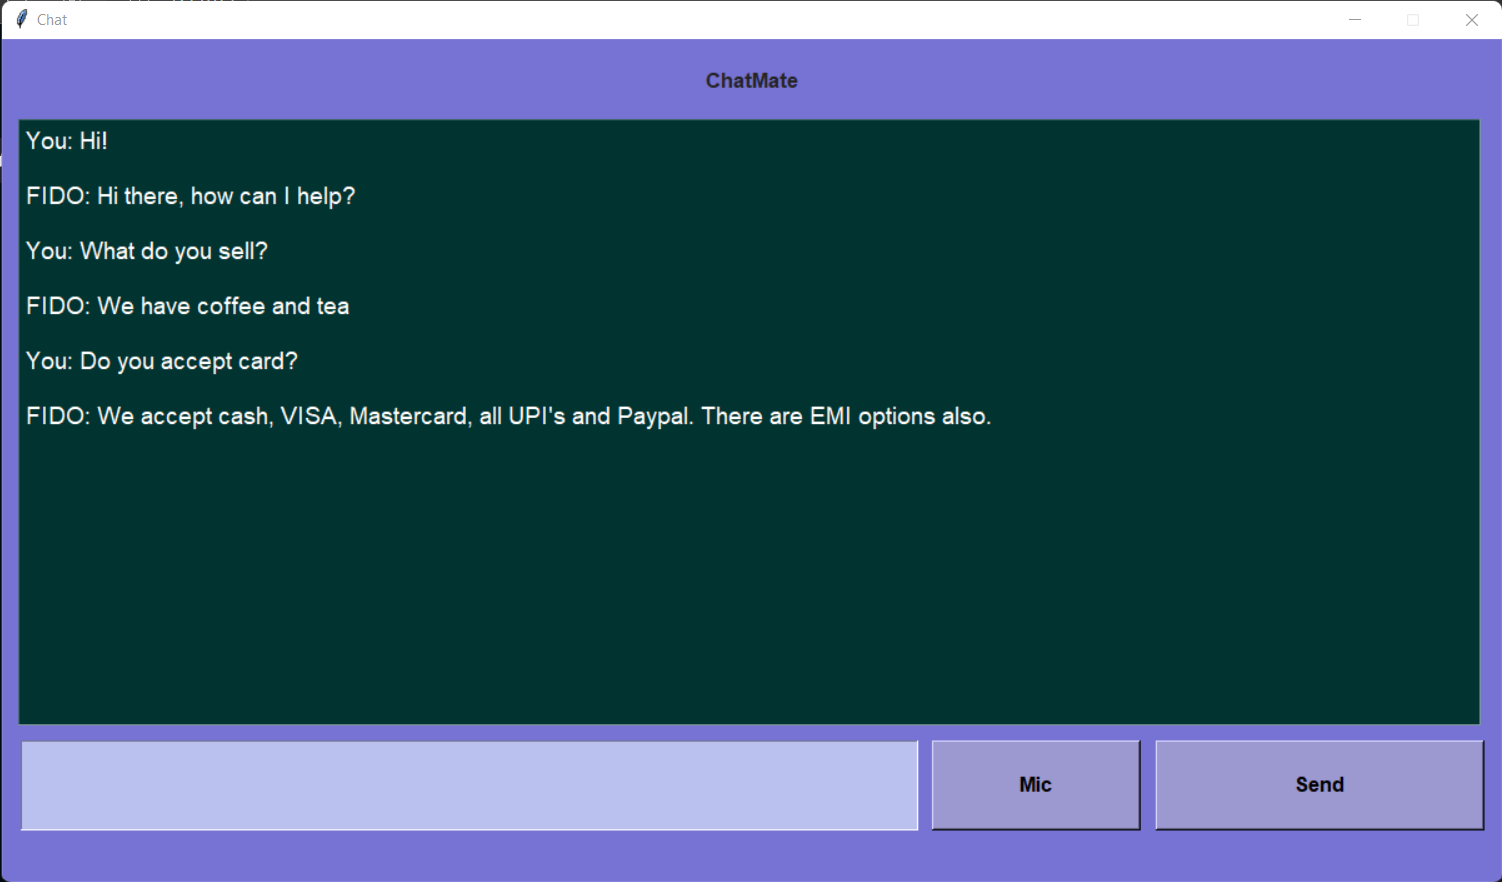 Chat
ChatMate
You: Hi!
FIDO: Hi there, how can I help?
You: What do you sell?
FIDO: We have coffee and tea
You: Do you accept card?
FIDO: We accept cash, VISA, Mastercard, all UPI's and Paypal. There are EMI options also.
Mic
Send